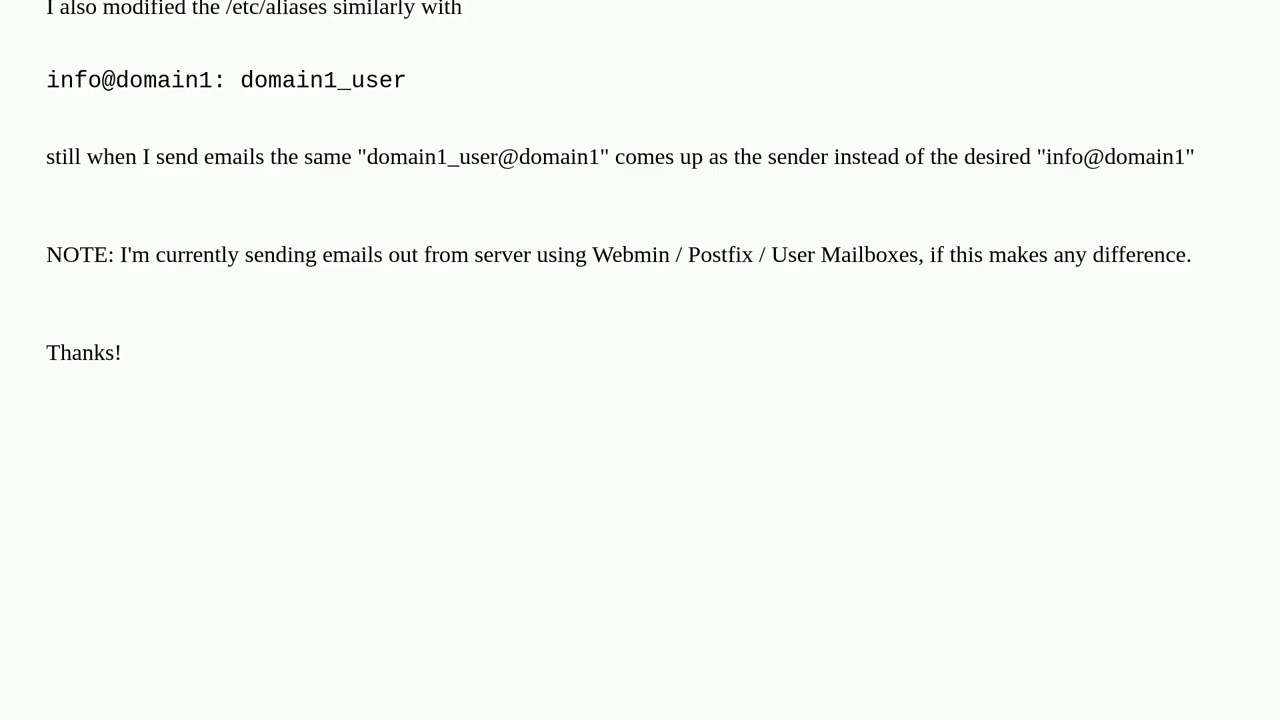 I also modified the /etc/aliases similarly with
info@domain1: domain1_user
still when I send emails the same "domain1_user@domain1" comes up as the sender instead of the desired "info@domain1"
NOTE: I'm currently sending emails out from server using Webmin / Postfix / User Mailboxes, if this makes any difference.
Thanks!